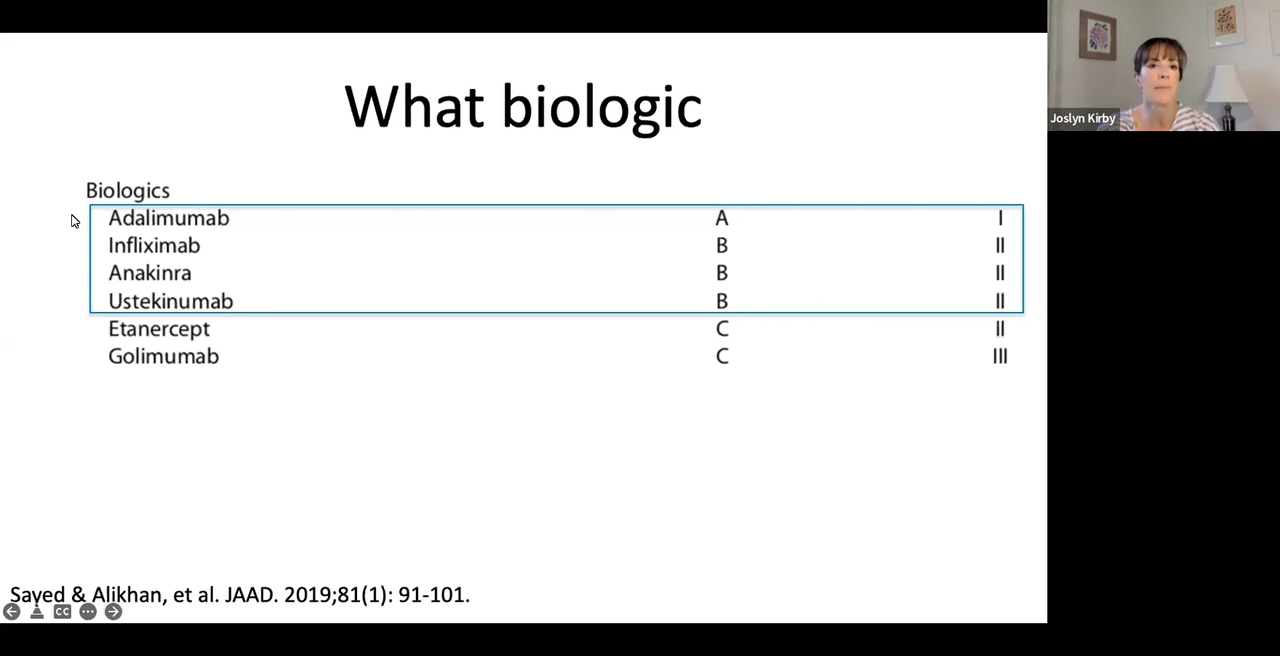 What biologic
Joslyn Kirby
Biologics
Adalimumab A I
Infliximab B II
Anakinra B II
Ustekinumab B II
Etanercept C II
Golimumab C III
Sayed & Alikhan, et al. JAAD. 2019;81(1): 91-101.
CC